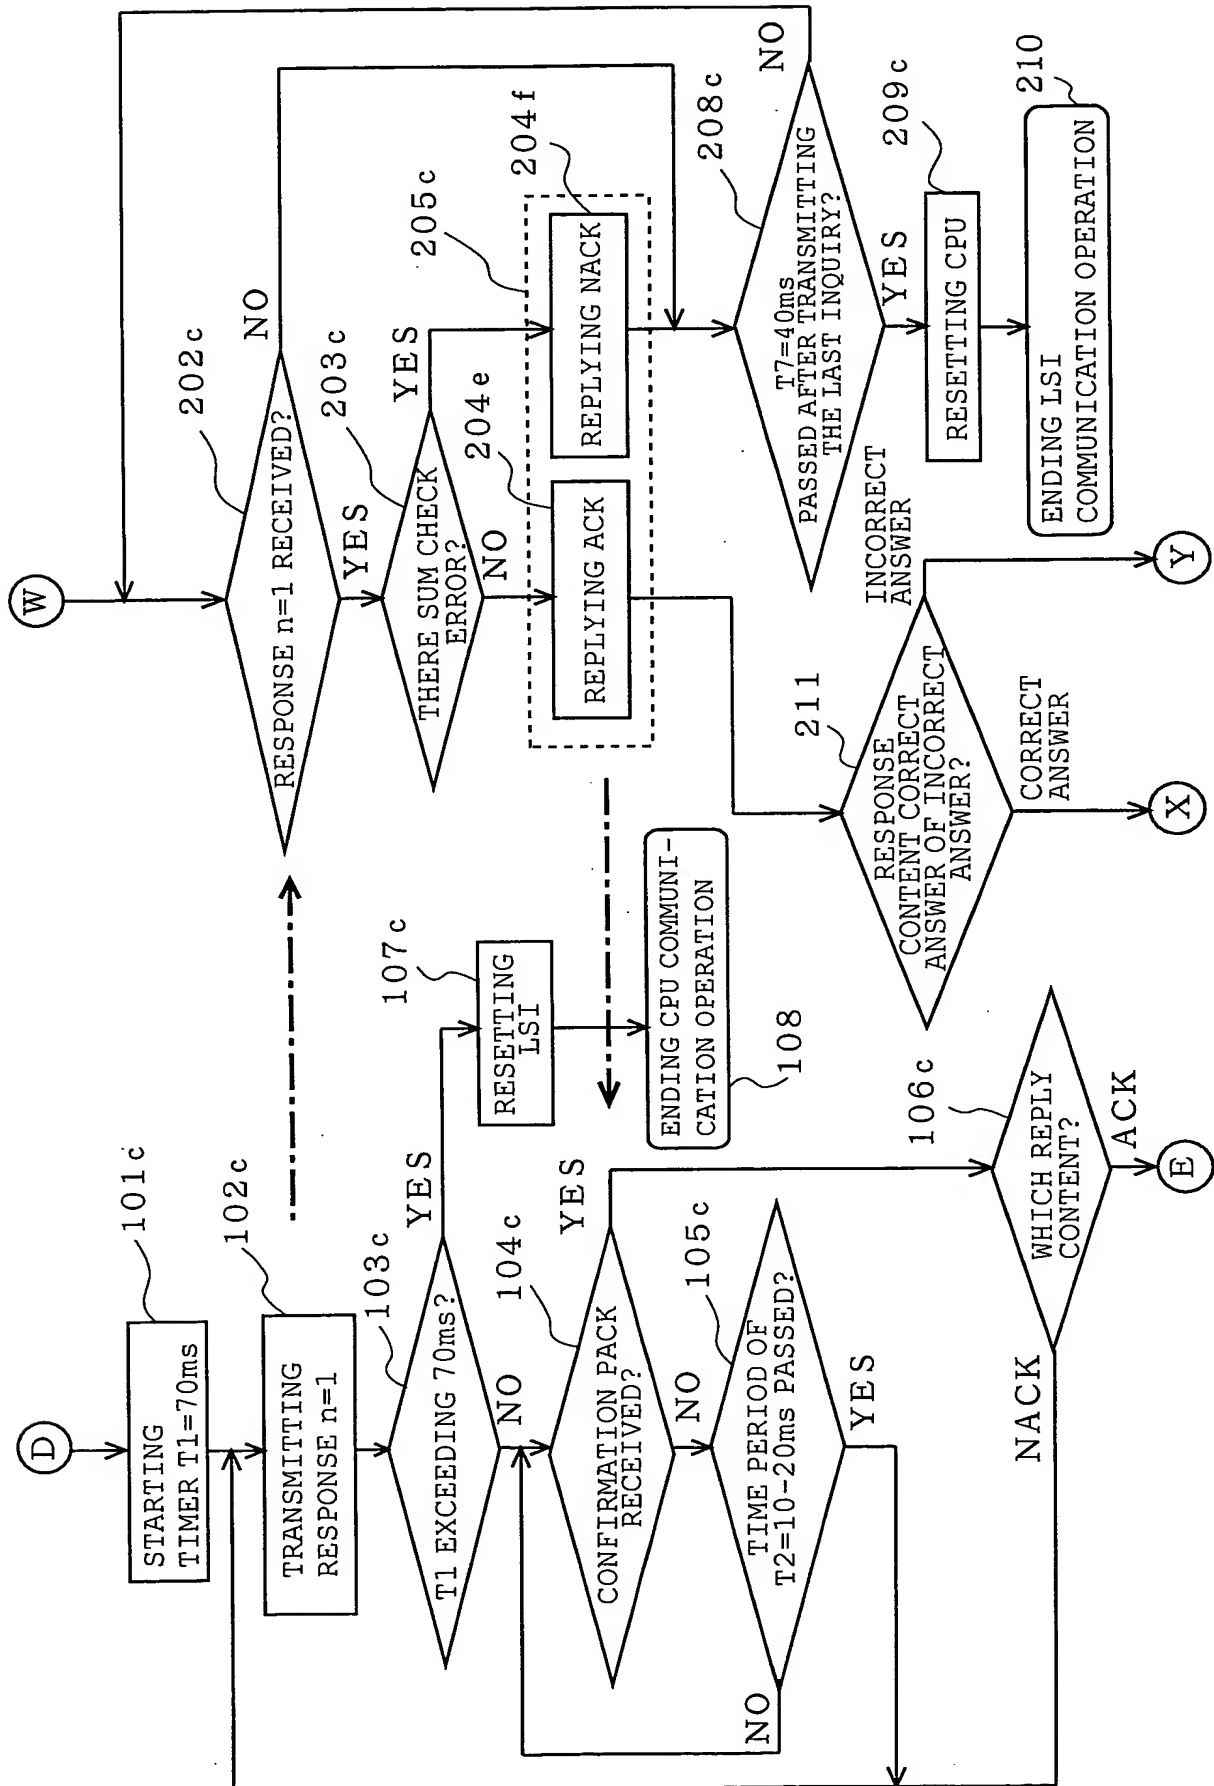 D
STARTING
TIMER T1=70ms
101c
TRANSMITTING
RESPONSE n=1
102c
T1 EXCEEDING 70ms?
103c
YES
NO
RESETTING
LSI
107c
ENDING CPU COMMUNI-
CATION OPERATION
108
CONFIRMATION PACK
RECEIVED?
104c
YES
NO
TIME PERIOD OF
T2=10-20ms PASSED?
105c
NO
YES
WHICH REPLY
CONTENT?
106c
NACK
ACK
E
W
RESPONSE n=1 RECEIVED?
202c
NO
YES
THERE SUM CHECK
ERROR?
203c
YES
NO
205c
REPLYING ACK
204e
REPLYING NACK
204f
T7=40ms
PASSED AFTER TRANSMITTING
THE LAST INQUIRY?
208c
NO
YES
RESETTING CPU
209c
ENDING LSI
COMMUNICATION OPERATION
210
RESPONSE
CONTENT CORRECT
ANSWER OF INCORRECT
ANSWER?
211
INCORRECT
ANSWER
CORRECT
ANSWER
X
Y